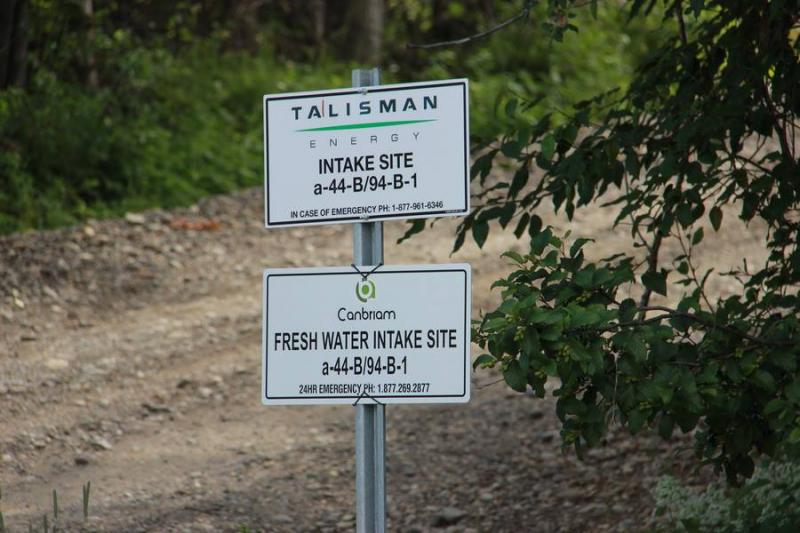 TALISMAN
ENERGY
INTAKE SITE
a-44-B/94-B-1
IN CASE OF EMERGENCY PH: 1-877-961-6346
Canbriam
FRESH WATER INTAKE SITE
a-44-B/94-B-1
24HR EMERGENCY PH: 1.877.269.2877